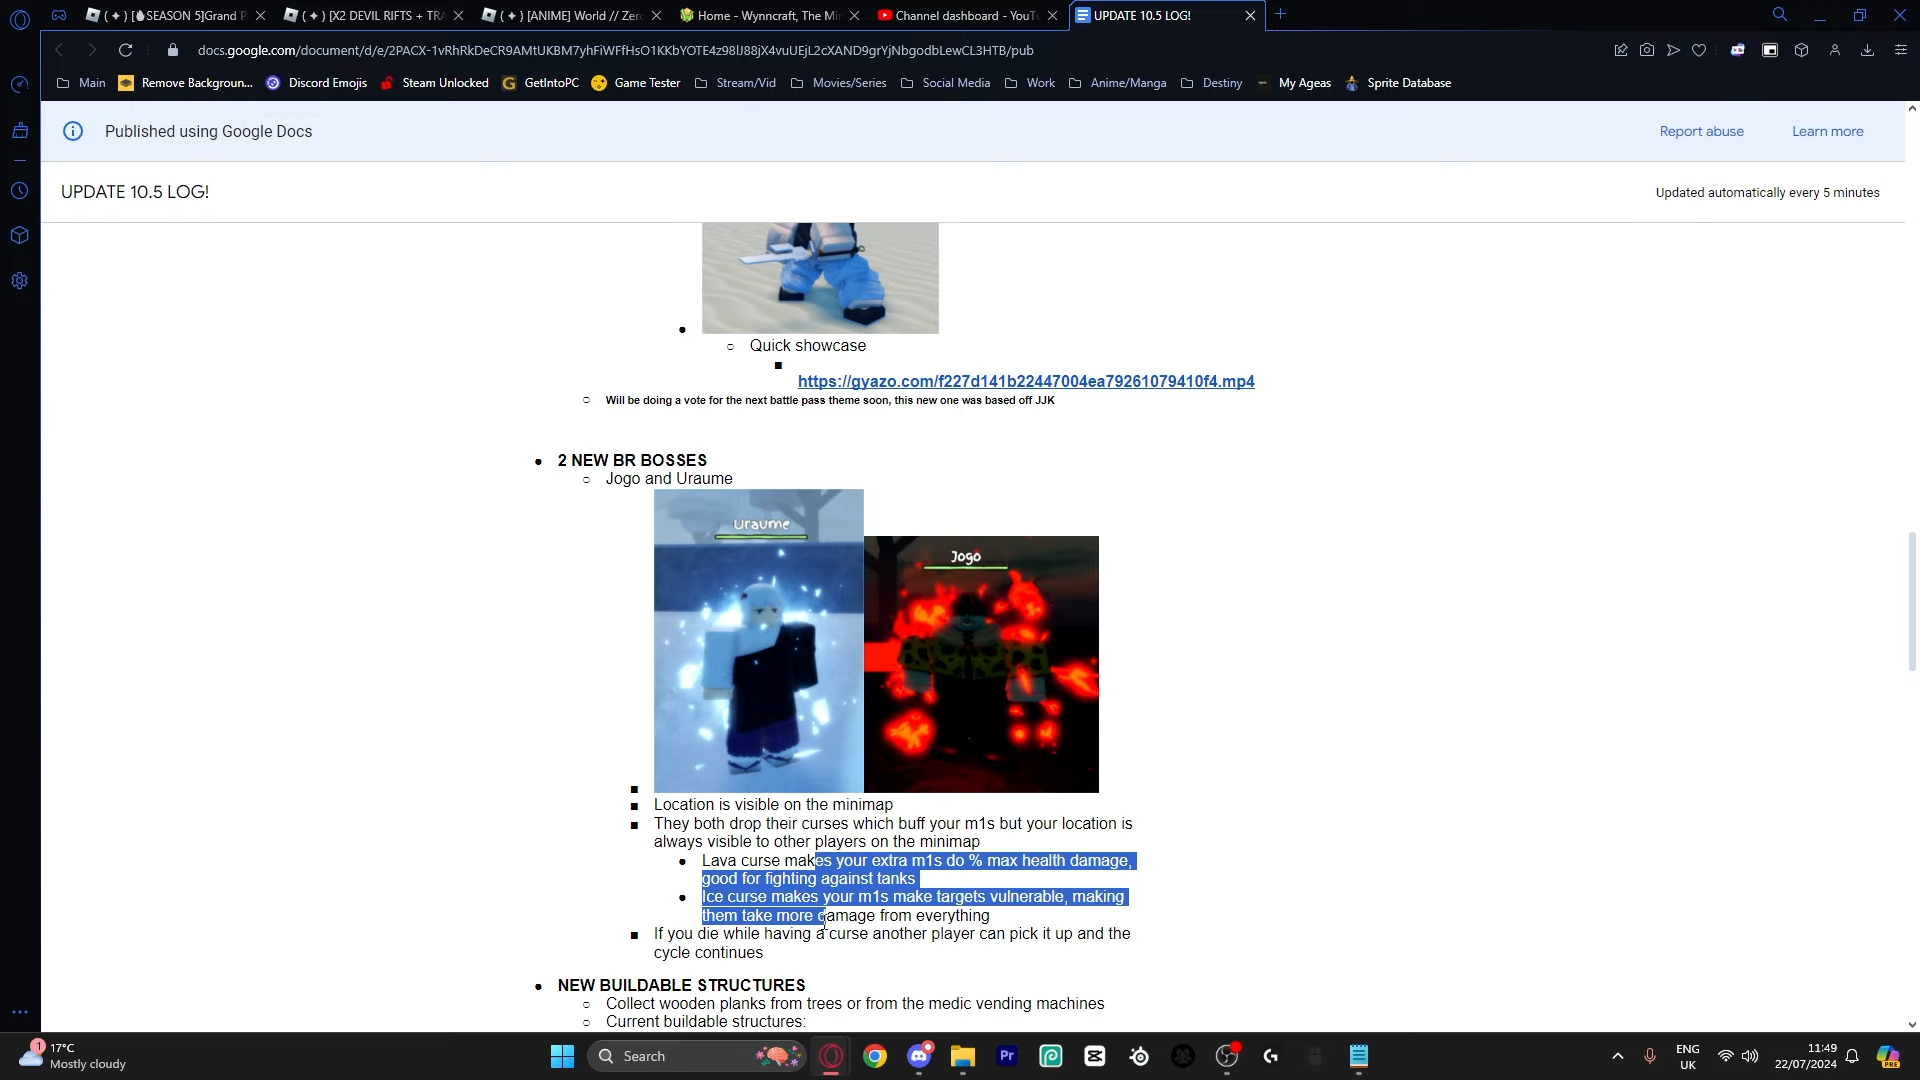 ( ✦ ) [🌢SEASON 5]Grand P
( ✦ ) [X2 DEVIL RIFTS + TRA
( ✦ ) [ANIME] World // Zero
Home - Wynncraft, The Mi
Channel dashboard - YouTu
UPDATE 10.5 LOG!
docs.google.com/document/d/e/2PACX-1vRhRkDeCR9AMtUKBM7yhFiWFfHsO1KKbYOTE4z98lJ88jX4vuUEjL2cXAND9grYjNbgodbLewCL3HTB/pub
Main
Remove Backgroun...
Discord Emojis
Steam Unlocked
GetIntoPC
Game Tester
Stream/Vid
Movies/Series
Social Media
Work
Anime/Manga
Destiny
My Ageas
Sprite Database
Published using Google Docs
Report abuse
Learn more
UPDATE 10.5 LOG!
Updated automatically every 5 minutes
Quick showcase
https://gyazo.com/f227d141b22447004ea79261079410f4.mp4
Will be doing a vote for the next battle pass theme soon, this new one was based off JJK
2 NEW BR BOSSES
Jogo and Uraume
Uraume
Jogo
Location is visible on the minimap
They both drop their curses which buff your m1s but your location is
always visible to other players on the minimap
Lava curse makes your extra m1s do % max health damage,
good for fighting against tanks
Ice curse makes your m1s make targets vulnerable, making
them take more damage from everything
If you die while having a curse another player can pick it up and the
cycle continues
NEW BUILDABLE STRUCTURES
Collect wooden planks from trees or from the medic vending machines
Current buildable structures:
1
17°C
Mostly cloudy
Search
Pr
ENG
UK
11:49
22/07/2024
PRE